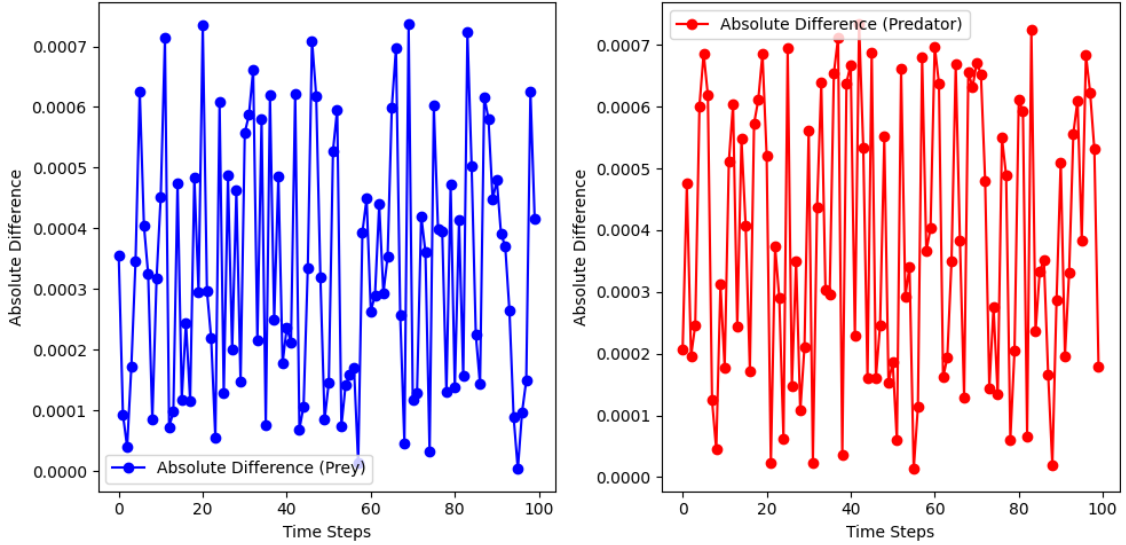 0.0007
0.0006
0.0005
0.0004
0.0003
0.0002
0.0001
0.0000
Absolute Difference
Absolute Difference (Prey)
0 20 40 60 80 100
Time Steps
Absolute Difference (Predator)
0.0007
0.0006
0.0005
0.0004
0.0003
0.0002
0.0001
0.0000
Absolute Difference
0 20 40 60 80 100
Time Steps